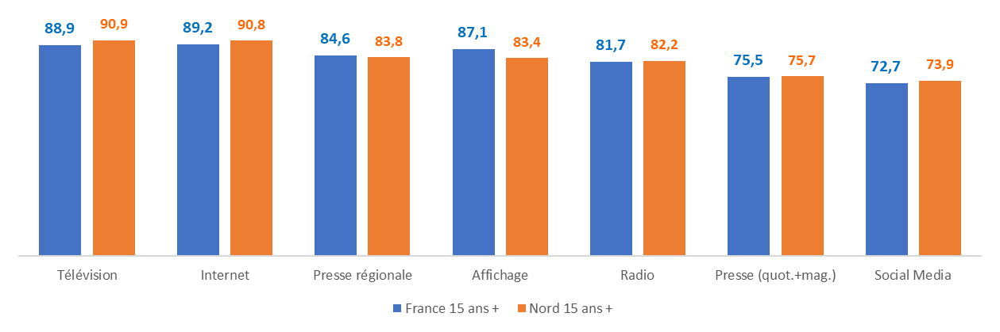 88,9 90,9 89,2 90,8 84,6 83,8 87,1 83,4 81,7 82,2 75,5 75,7 72,7 73,9
Télévision Internet Presse régionale Affichage Radio Presse (quot.+mag.) Social Media
France 15 ans + Nord 15 ans +